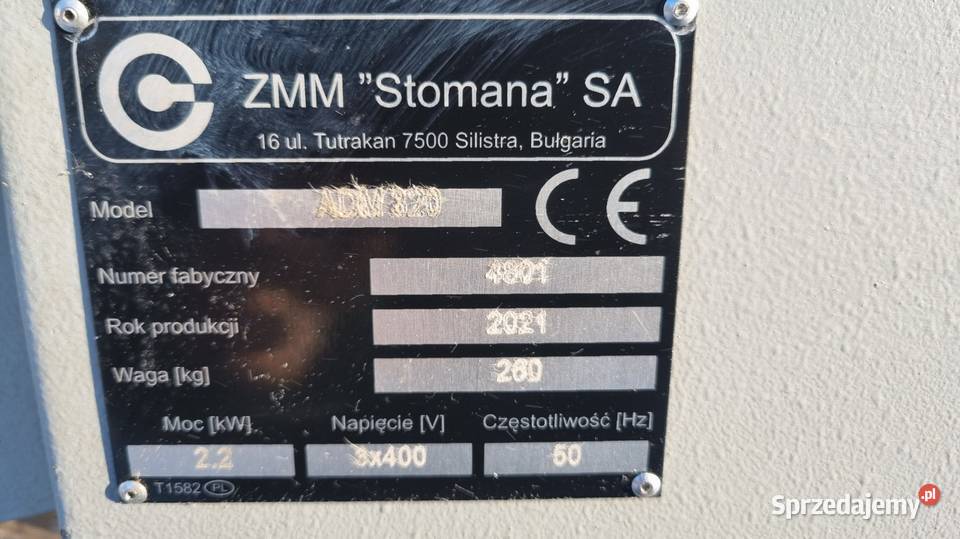 ZMM "Stomana" SA
16 ul. Tutrakan 7500 Silistra, Bułgaria
Model ADM 320
CE
Numer fabyczny 4801
Rok produkcji 2021
Waga [kg] 260
Moc [kW] Napięcie [V] Częstotliwość [Hz]
2.2 3x400 50
T1582 PL
Sprzedajemy.pl